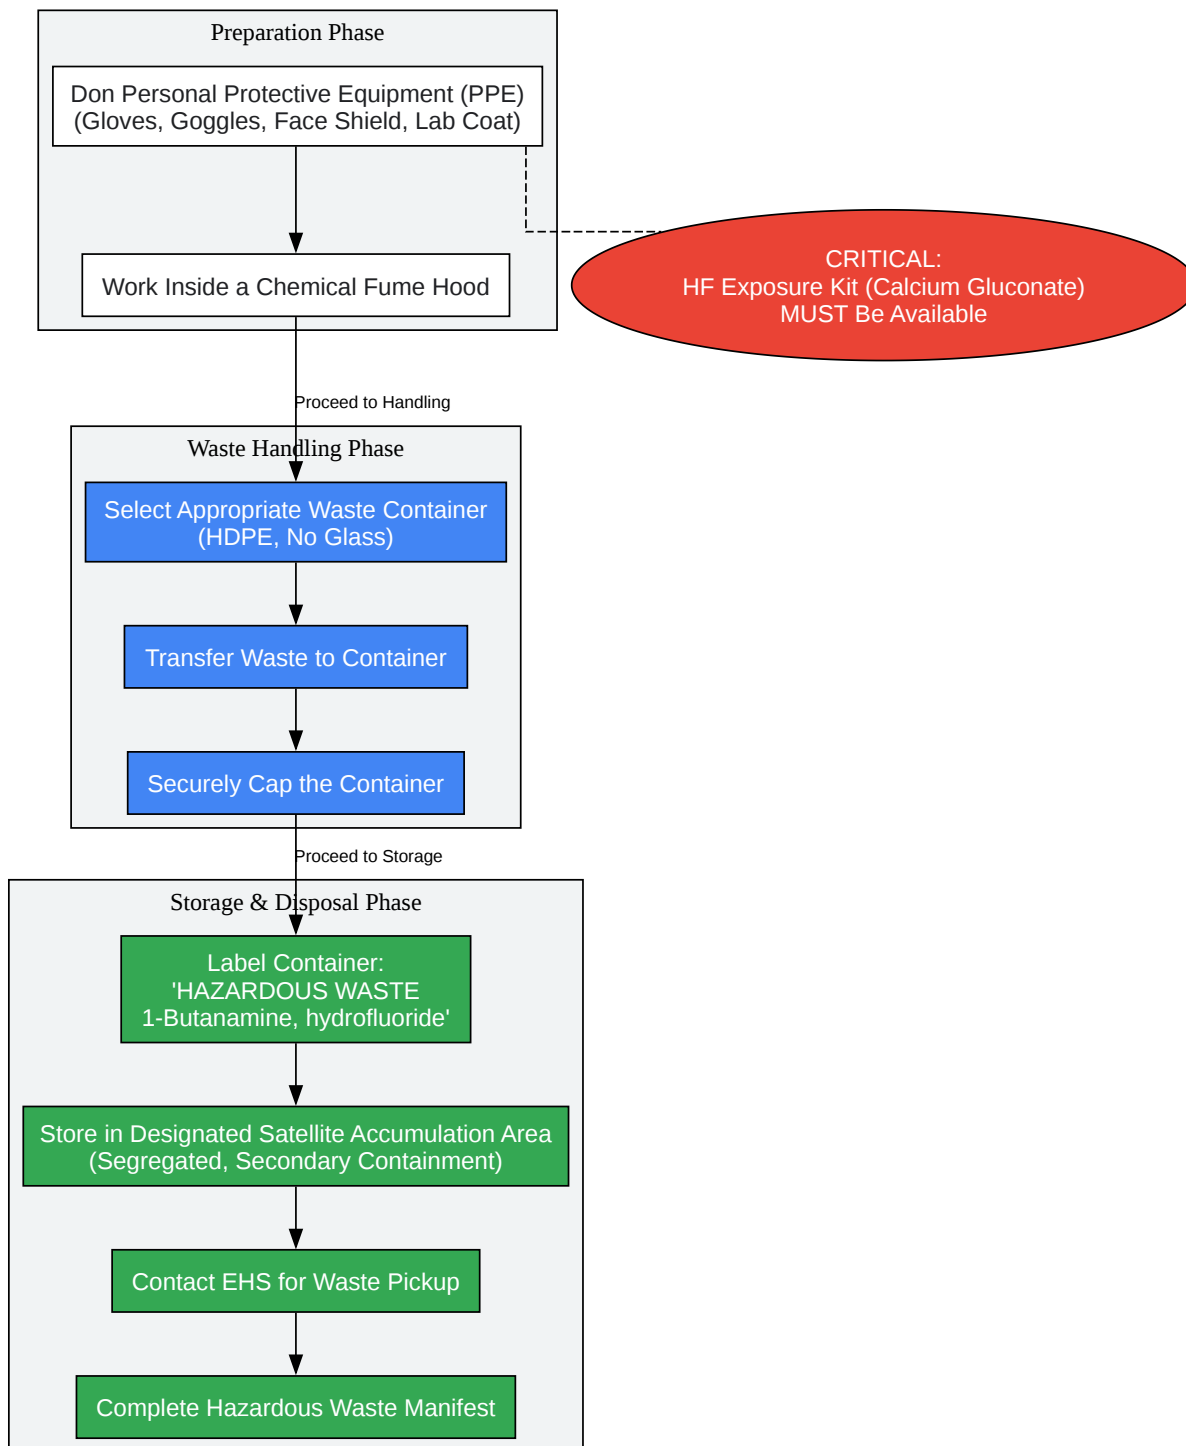 Preparation Phase
Don Personal Protective Equipment (PPE)
(Gloves, Goggles, Face Shield, Lab Coat)
CRITICAL:
HF Exposure Kit (Calcium Gluconate)
MUST Be Available
Work Inside a Chemical Fume Hood
Proceed to Handling
Waste Handling Phase
Select Appropriate Waste Container
(HDPE, No Glass)
Transfer Waste to Container
Securely Cap the Container
Proceed to Storage
Storage & Disposal Phase
Label Container:
'HAZARDOUS WASTE
1-Butanamine, hydrofluoride'
Store in Designated Satellite Accumulation Area
(Segregated, Secondary Containment)
Contact EHS for Waste Pickup
Complete Hazardous Waste Manifest